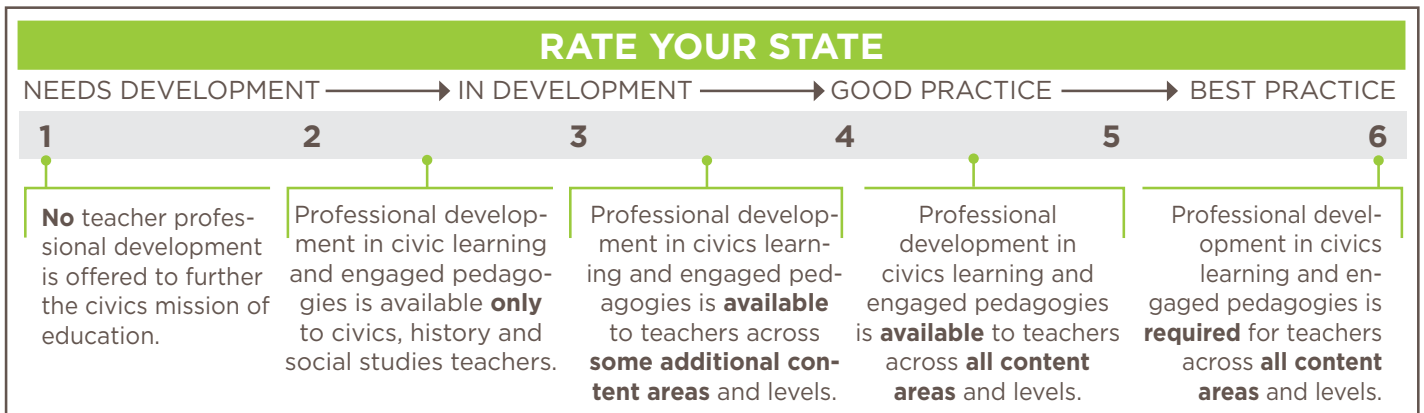 RATE YOUR STATE
NEEDS DEVELOPMENT IN DEVELOPMENT GOOD PRACTICE BEST PRACTICE
1 2 3 4 5 6
No teacher profes-
sional development
is offered to further
the civics mission of
education.
Professional develop-
ment in civic learning
and engaged pedago-
gies is available only
to civics, history and
social studies teachers.
Professional develop-
ment in civics learn-
ing and engaged ped-
agogies is available
to teachers across
some additional con-
tent areas and levels.
Professional
development in
civics learning and
engaged pedagogies
is available to teachers
across all content
areas and levels.
Professional devel-
opment in civics
learning and en-
gaged pedagogies is
required for teachers
across all content
areas and levels.